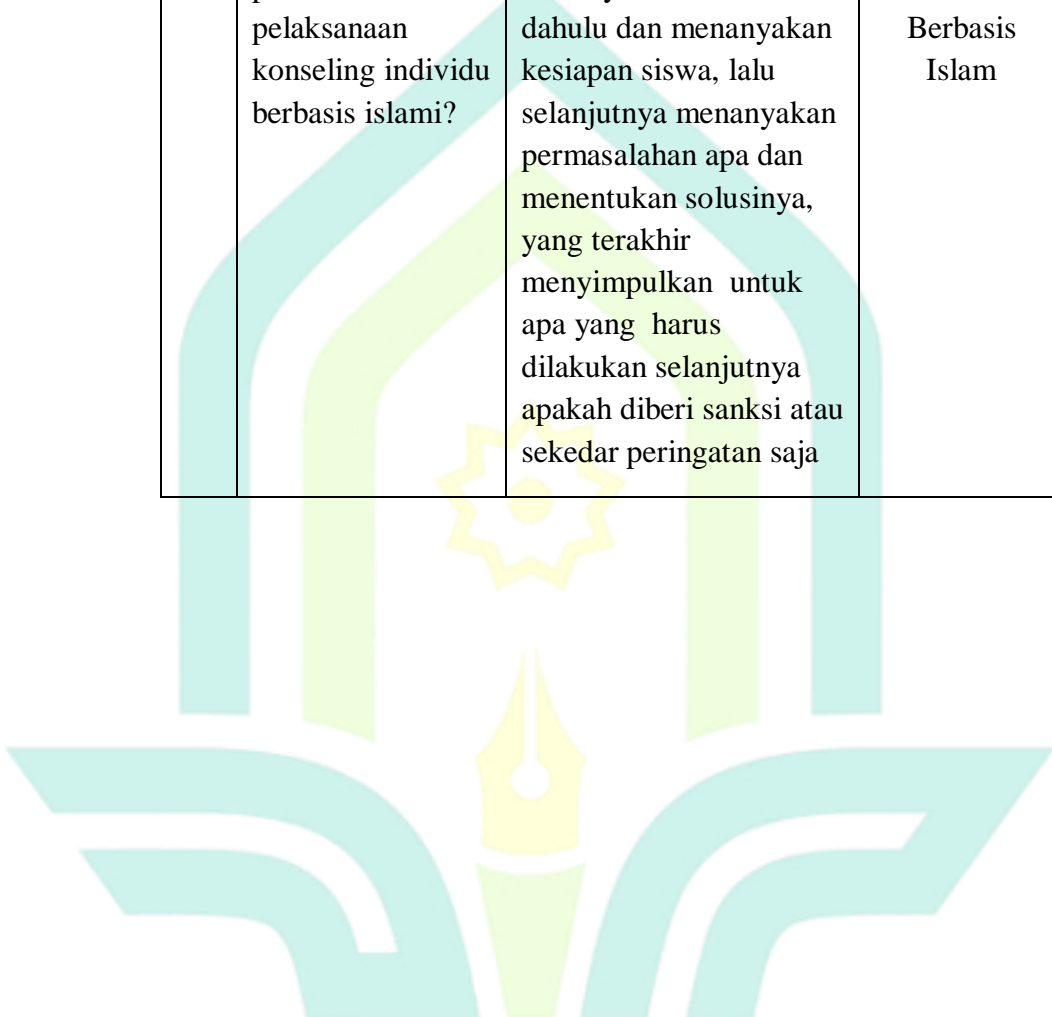 pelaksanaan
konseling individu
berbasis islami?
dahulu dan menanyakan
kesiapan siswa, lalu
selanjutnya menanyakan
permasalahan apa dan
menentukan solusinya,
yang terakhir
menyimpulkan untuk
apa yang harus
dilakukan selanjutnya
apakah diberi sanksi atau
sekedar peringatan saja
Berbasis
Islam